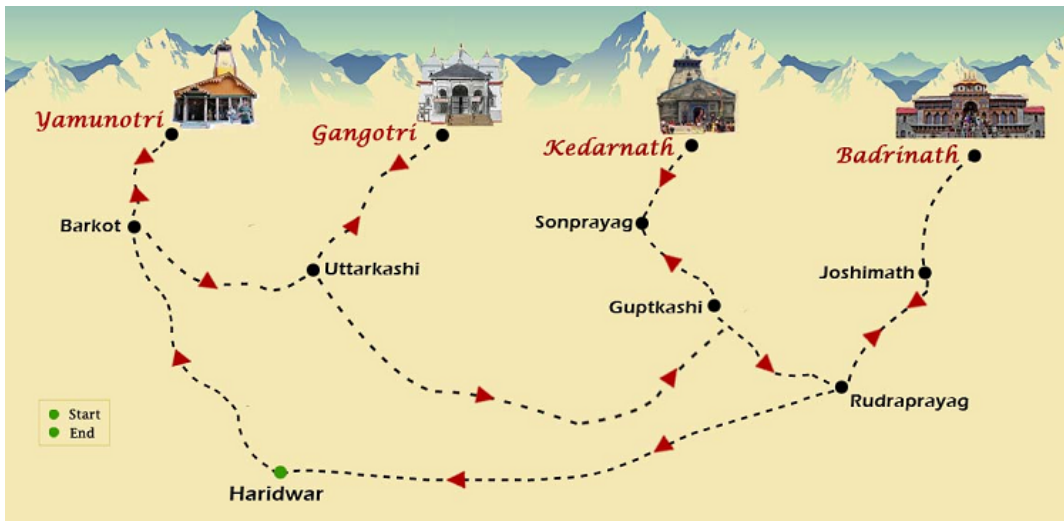 Yamunotri
Gangotri
Kedarnath
Badrinath
Barkot
Uttarkashi
Sonprayag
Guptkashi
Joshimath
Rudraprayag
Start
End
Haridwar